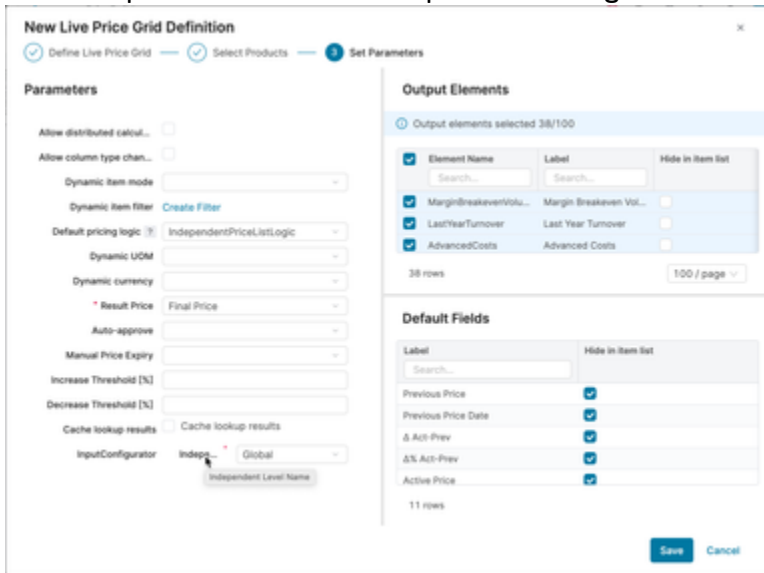 New Live Price Grid Definition
Define Live Price Grid
Select Products
3 Set Parameters
Parameters
Allow distributed calcul...
Allow column type chan...
Dynamic item mode
Dynamic item filter Create Filter
Default pricing logic ? IndependentPriceListLogic
Dynamic UOM
Dynamic currency
* Result Price Final Price
Auto-approve
Manual Price Expiry
Increase Threshold [%]
Decrease Threshold [%]
Cache lookup results Cache lookup results
InputConfigurator Indepe... * Global
Independent Level Name
Output Elements
Output elements selected 38/100
Element Name Label Hide in item list
Search... Search...
MarginBreakevenVolu... Margin Breakeven Vol...
LastYearTurnover Last Year Turnover
AdvancedCosts Advanced Costs
38 rows 100 / page
Default Fields
Label Hide in item list
Search...
Previous Price
Previous Price Date
Δ Act-Prev
Δ% Act-Prev
Active Price
11 rows
Save Cancel